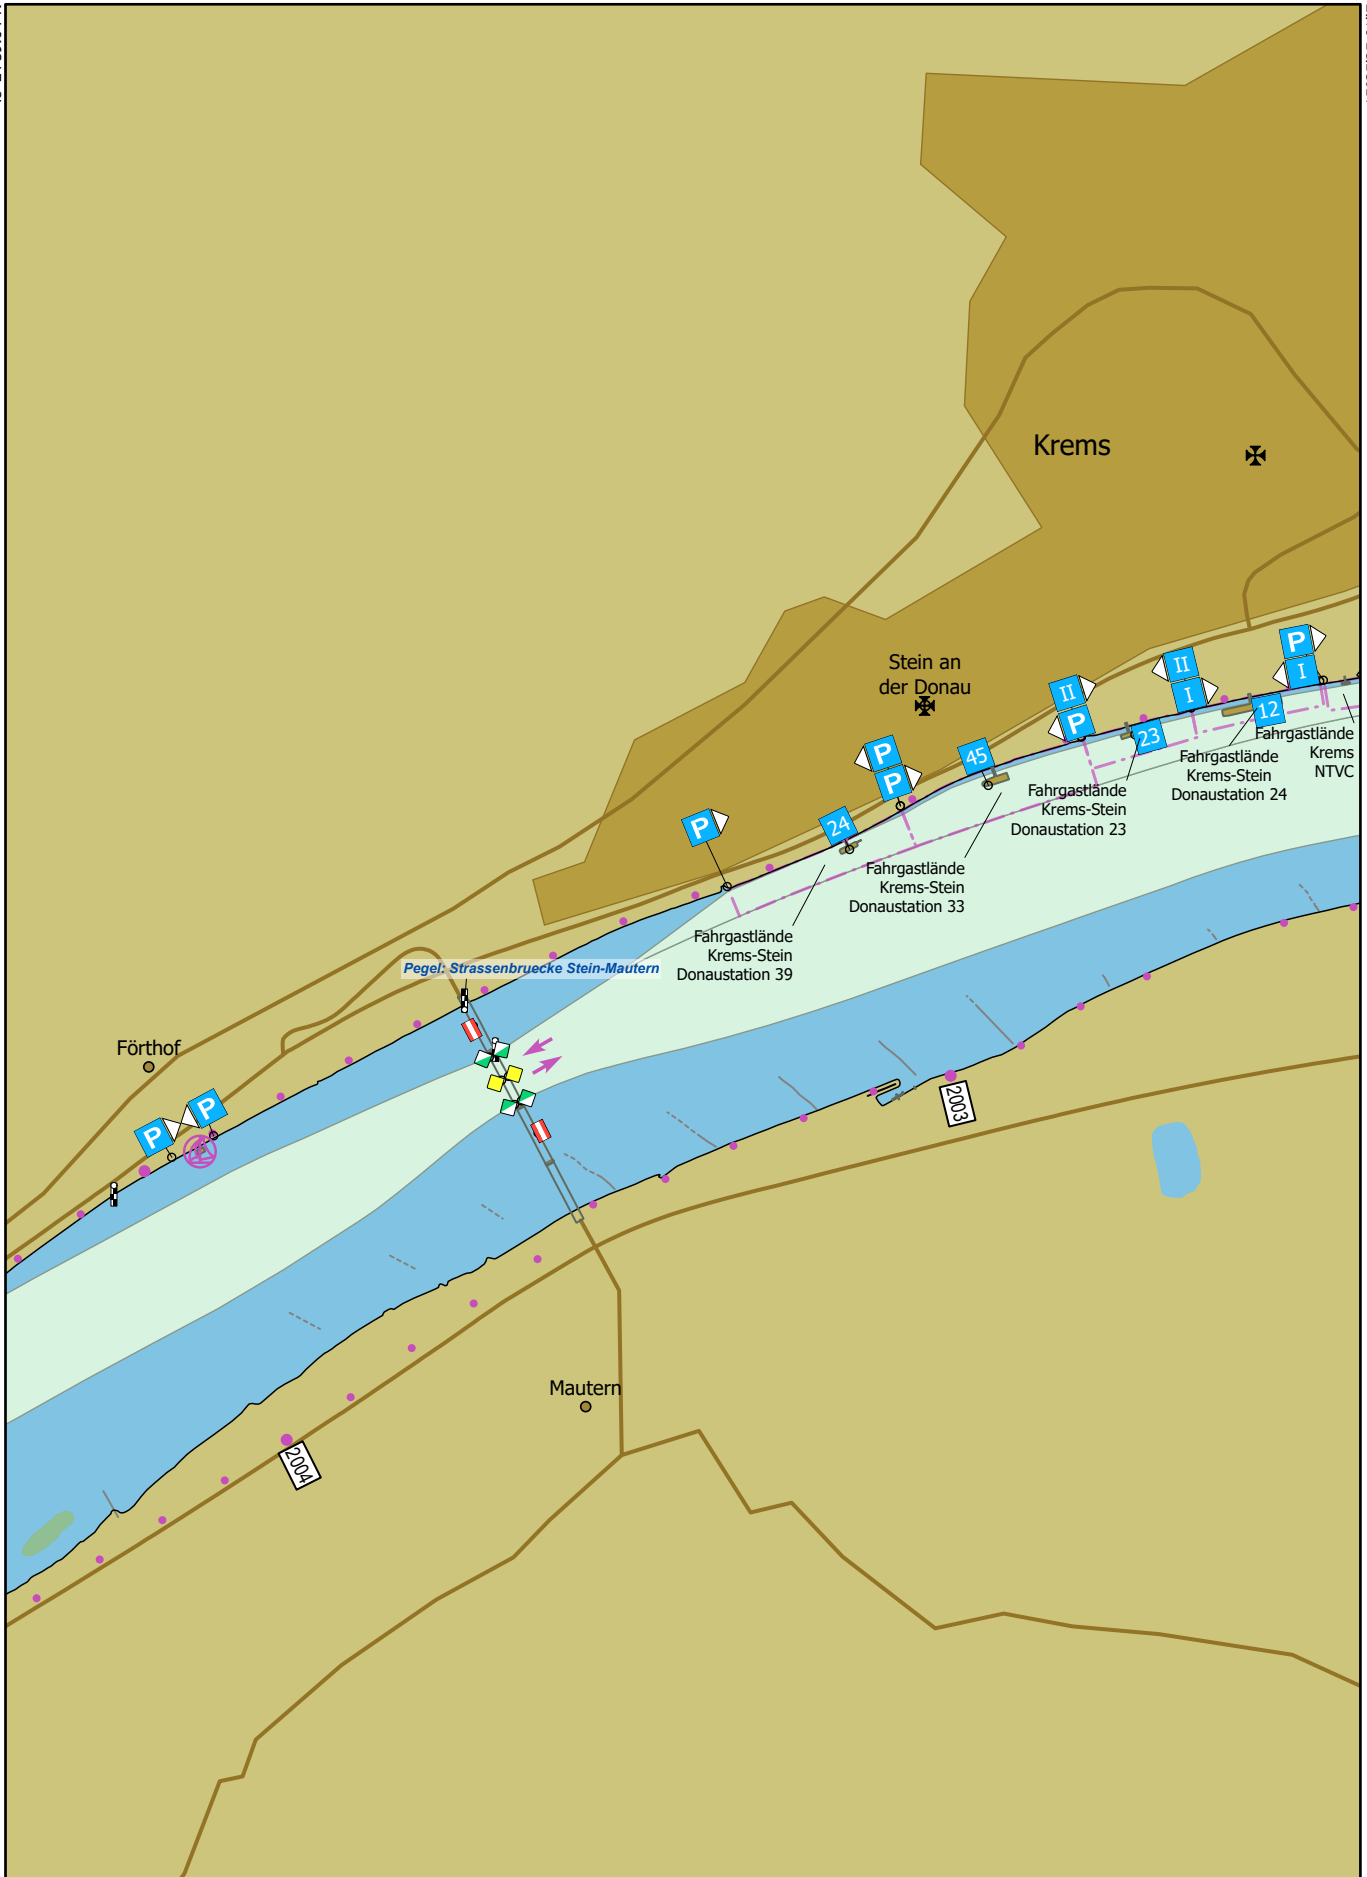 Krems
Stein an
der Donau
P
I
II
I
II
P
12
23
Fahrgastlände
Krems
NTVC
Fahrgastlände
Krems-Stein
Donaustation 24
P
P
45
Fahrgastlände
Krems-Stein
Donaustation 23
P
24
Fahrgastlände
Krems-Stein
Donaustation 33
Fahrgastlände
Krems-Stein
Donaustation 39
Pegel: Strassenbruecke Stein-Mautern
Förthof
P
P
2003
Mautern
2004